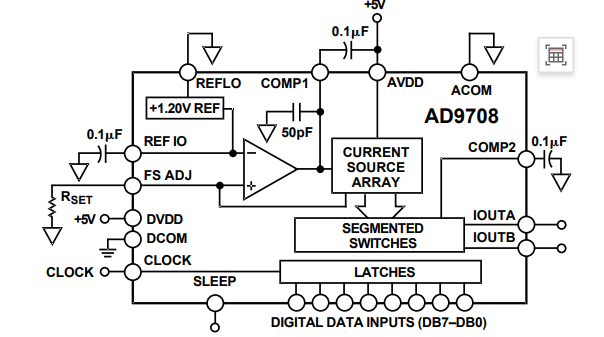 +5V
0.1µF
REFLO
COMP1
AVDD
ACOM
+1.20V REF
AD9708
50pF
0.1µF
REF IO
COMP2
0.1µF
CURRENT
SOURCE
ARRAY
FS ADJ
RSET
+5V
DVDD
IOUTA
SEGMENTED
SWITCHES
IOUTB
DCOM
CLOCK
CLOCK
LATCHES
SLEEP
DIGITAL DATA INPUTS (DB7–DB0)